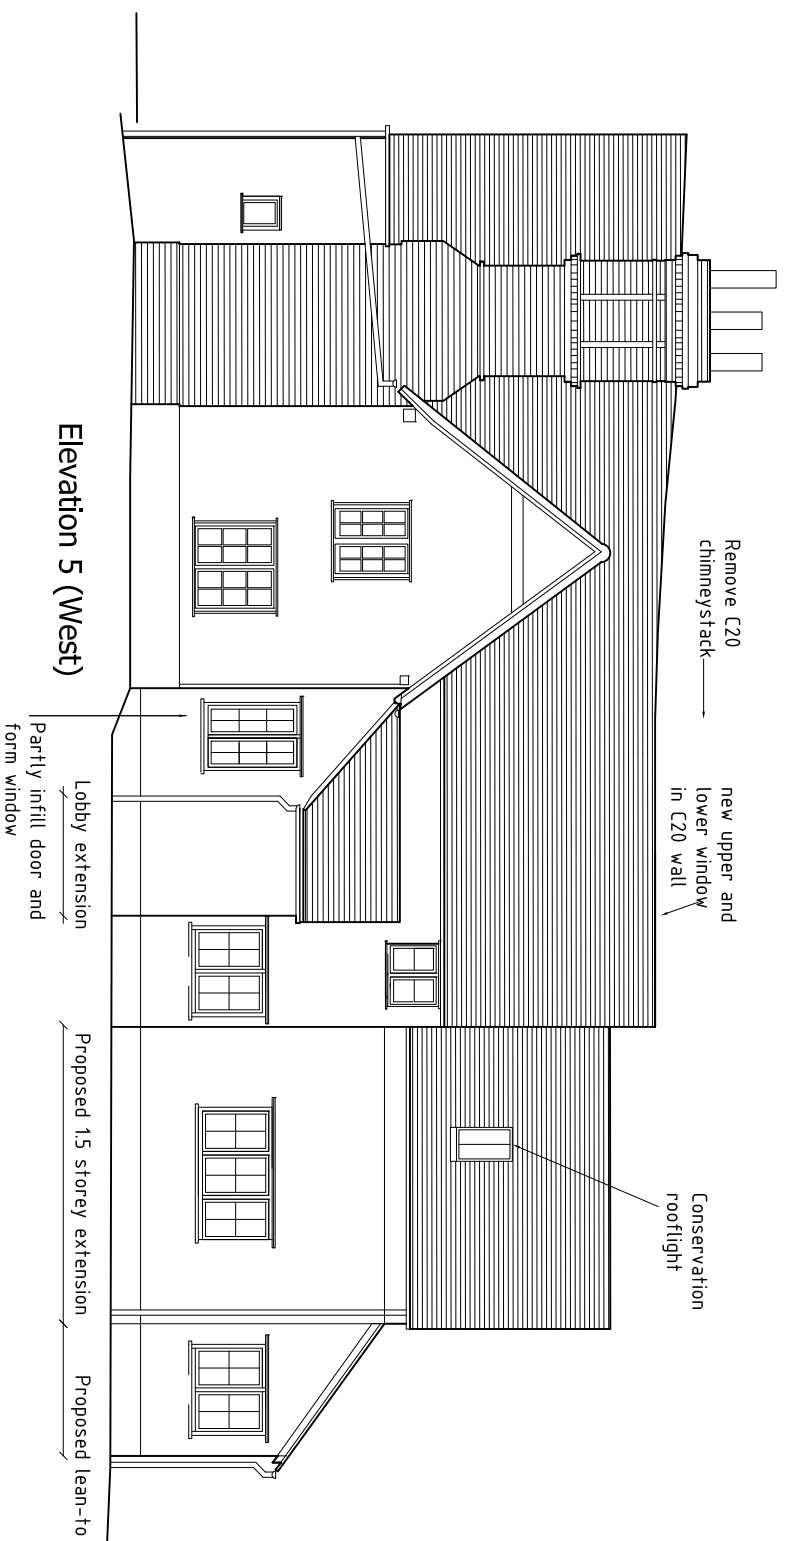 Remove C20
chimneystack
new upper and
lower window
in C20 wall
Conservation
rooflight
Elevation 5 (West)
Partly infill door and
form window
Lobby extension
Proposed 1.5 storey extension
Proposed lean-to